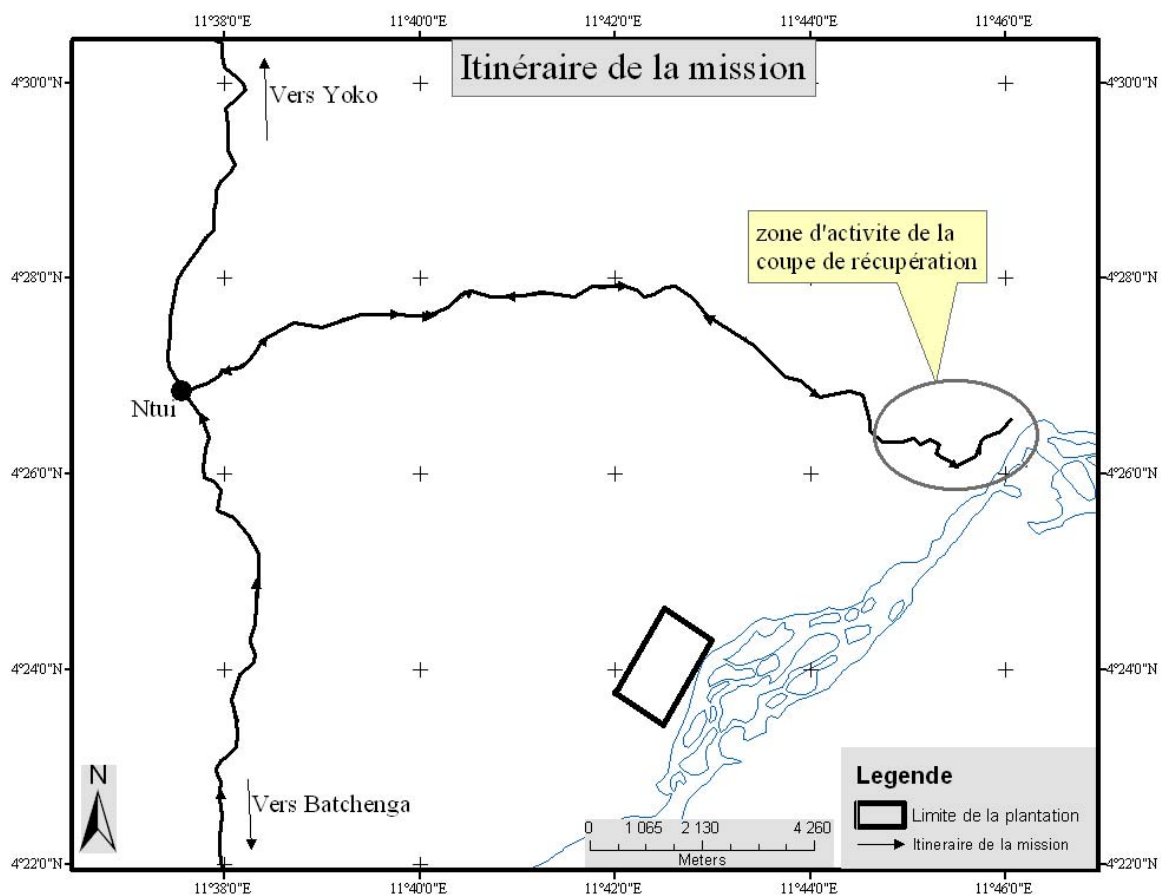 11°38'0"E 11°40'0"E 11°42'0"E 11°44'0"E 11°46'0"E
Itinéraire de la mission
4°30'0"N 4°30'0"N
Vers Yoko
zone d'activite de la
coupe de récupération
4°28'0"N 4°28'0"N
Ntui
4°26'0"N 4°26'0"N
4°24'0"N 4°24'0"N
N
Vers Batchenga
Legende
Limite de la plantation
Itineraire de la mission
0 1 065 2 130 4 260
Meters
4°22'0"N 4°22'0"N
11°38'0"E 11°40'0"E 11°42'0"E 11°44'0"E 11°46'0"E